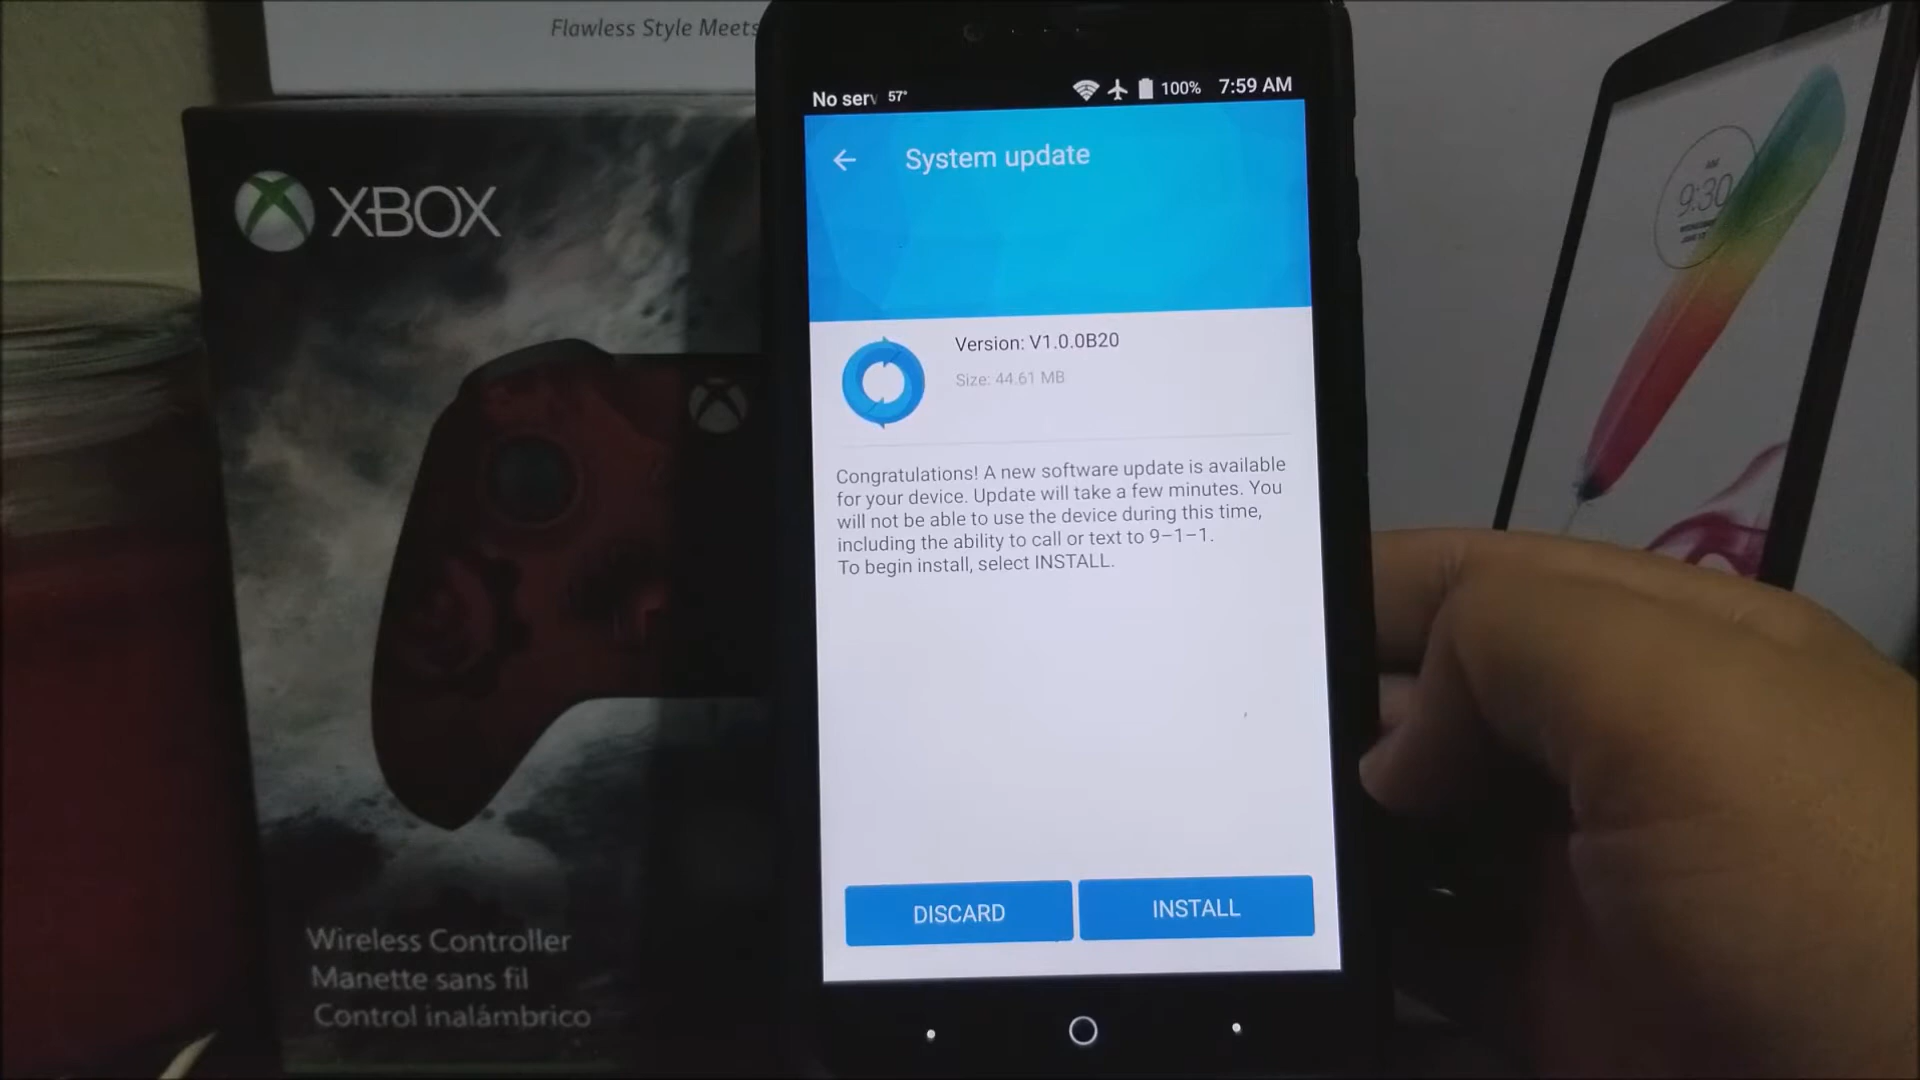 Flawless Style Meets
XBOX
Wireless Controller
Manette sans fil
Control inalámbrico
No serv 57°
100% 7:59 AM
System update
Version: V1.0.0B20
Size: 44.61 MB
Congratulations! A new software update is available
for your device. Update will take a few minutes. You
will not be able to use the device during this time,
including the ability to call or text to 9-1-1.
To begin install, select INSTALL.
DISCARD
INSTALL
AM
9:30